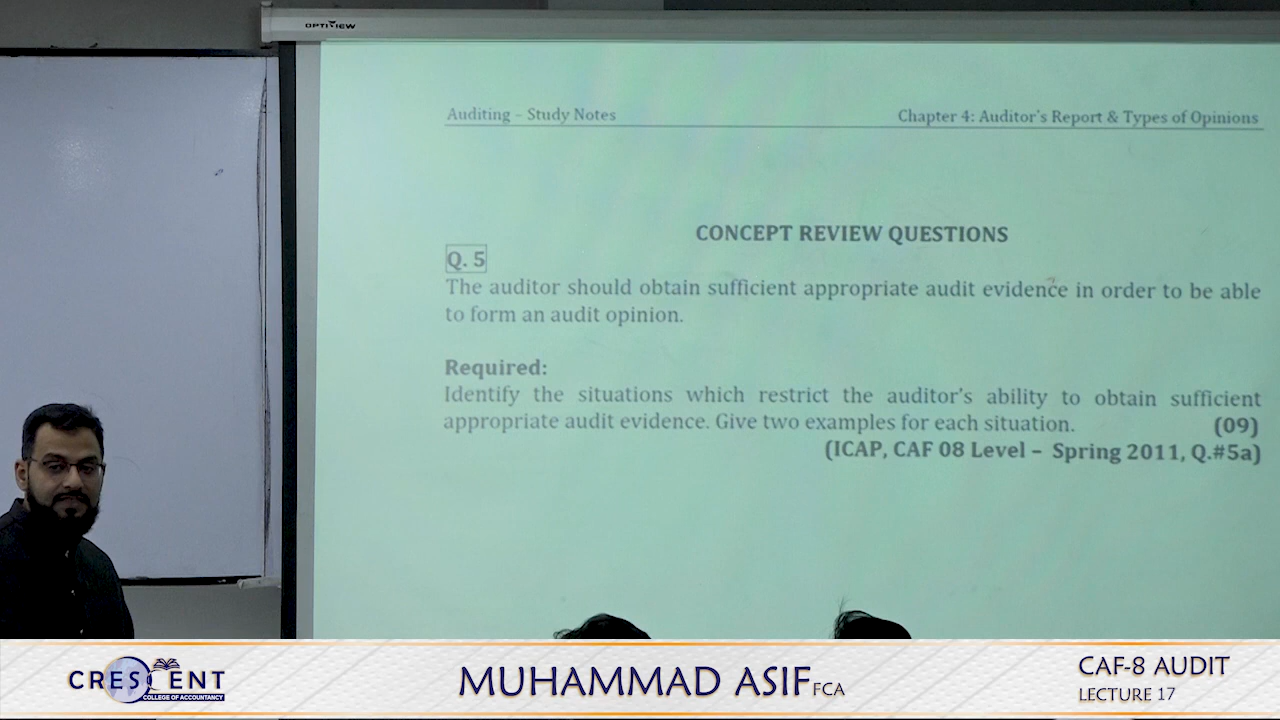 OPTIVIEW
Auditing – Study Notes Chapter 4: Auditor's Report & Types of Opinions
CONCEPT REVIEW QUESTIONS
Q. 5
The auditor should obtain sufficient appropriate audit evidence in order to be able
to form an audit opinion.
Required:
Identify the situations which restrict the auditor's ability to obtain sufficient
appropriate audit evidence. Give two examples for each situation. (09)
(ICAP, CAF 08 Level – Spring 2011, Q.#5a)
CRESCENT
COLLEGE OF ACCOUNTANCY
MUHAMMAD ASIF FCA
CAF-8 AUDIT
LECTURE 17